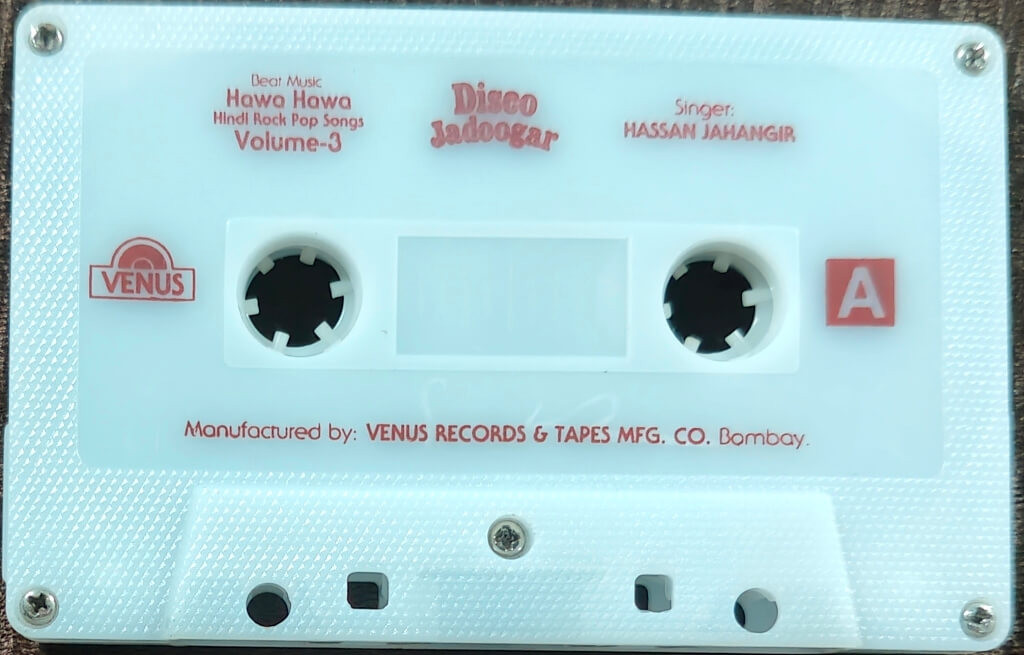 Beat Music
Hawa Hawa
Hindi Rock Pop Songs
Volume-3
Disco
Jadoogar
Singer:
HASSAN JAHANGIR
VENUS
A
Manufactured by: VENUS RECORDS & TAPES MFG. CO. Bombay.